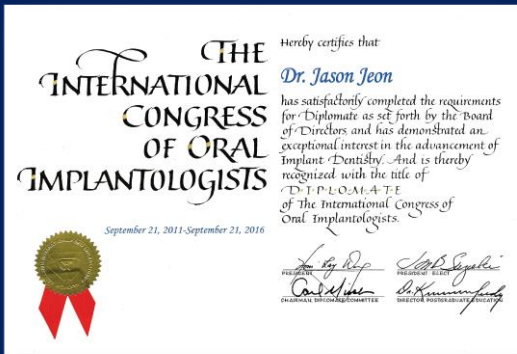 THE
INTERNATIONAL
CONGRESS
OF ORAL
IMPLANTOLOGISTS
September 21, 2011-September 21, 2016
Hereby certifies that
Dr. Jason Jeon
has satisfactorily completed the requirements
for Diplomate as set forth by the Board
of Directors and has demonstrated an
exceptional interest in the advancement of
Implant Dentistry. And is thereby
recognized with the title of
D·I·P·L·O·M·A·T·E
of The International Congress of
Oral Implantologists.
PRESIDENT
PRESIDENT ELECT
CHAIRMAN, DIPLOMATE COMMITTEE
DIRECTOR, POSTGRADUATE EDUCATION